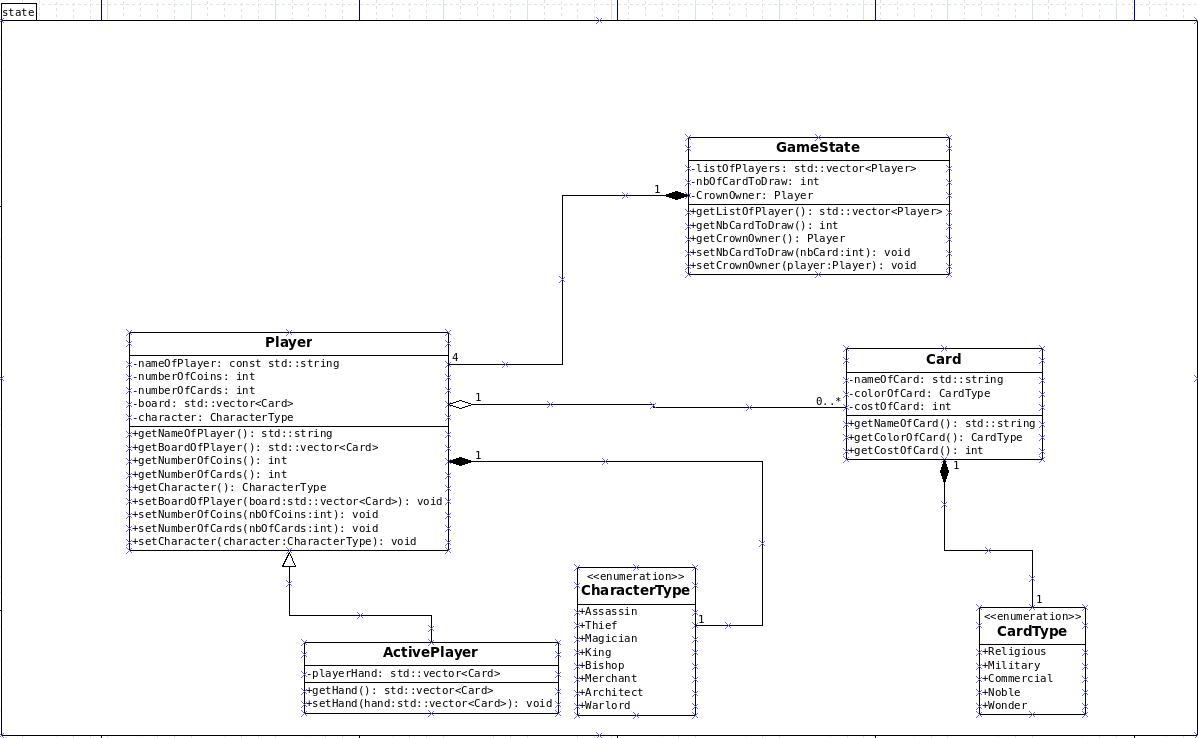 state
GameState
-listOfPlayers: std::vector<Player>
-nbOfCardToDraw: int
-CrownOwner: Player
+getListOfPlayer(): std::vector<Player>
+getNbCardToDraw(): int
+getCrownOwner(): Player
+setNbCardToDraw(nbCard:int): void
+setCrownOwner(player:Player): void
1
4
Player
-nameOfPlayer: const std::string
-numberOfCoins: int
-numberOfCards: int
-board: std::vector<Card>
-character: CharacterType
+getNameOfPlayer(): std::string
+getBoardOfPlayer(): std::vector<Card>
+getNumberOfCoins(): int
+getNumberOfCards(): int
+getCharacter(): CharacterType
+setBoardOfPlayer(board:std::vector<Card>): void
+setNumberOfCoins(nbOfCoins:int): void
+setNumberOfCards(nbOfCards:int): void
+setCharacter(character:CharacterType): void
1
0..*
1
Card
-nameOfCard: std::string
-colorOfCard: CardType
-costOfCard: int
+getNameOfCard(): std::string
+getColorOfCard(): CardType
+getCostOfCard(): int
1
ActivePlayer
-playerHand: std::vector<Card>
+getHand(): std::vector<Card>
+setHand(hand:std::vector<Card>): void
<<enumeration>>
CharacterType
+Assassin
+Thief
+Magician
+King
+Bishop
+Merchant
+Architect
+Warlord
1
1
<<enumeration>>
CardType
+Religious
+Military
+Commercial
+Noble
+Wonder